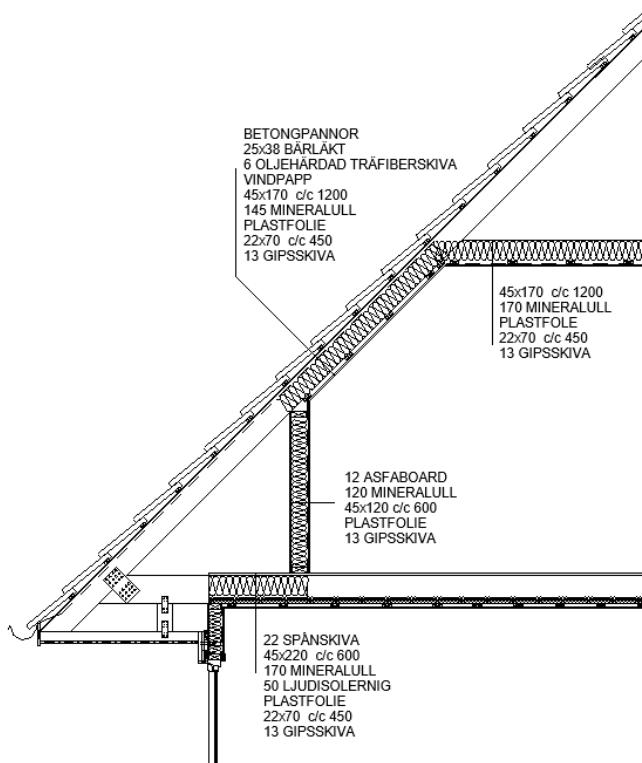 BETONGPANNOR
25x38 BÄRLÄKT
6 OLJEHÄRDAD TRÄFIBERSKIVA
VINDPAPP
45x170 c/c 1200
145 MINERALULL
PLASTFOLIE
22x70 c/c 450
13 GIPSSKIVA
45x170 c/c 1200
170 MINERALULL
PLASTFOLE
22x70 c/c 450
13 GIPSSKIVA
12 ASFABOARD
120 MINERALULL
45x120 c/c 600
PLASTFOLIE
13 GIPSSKIVA
22 SPÅNSKIVA
45x220 c/c 600
170 MINERALULL
50 LJUDISOLERNIG
PLASTFOLIE
22x70 c/c 450
13 GIPSSKIVA